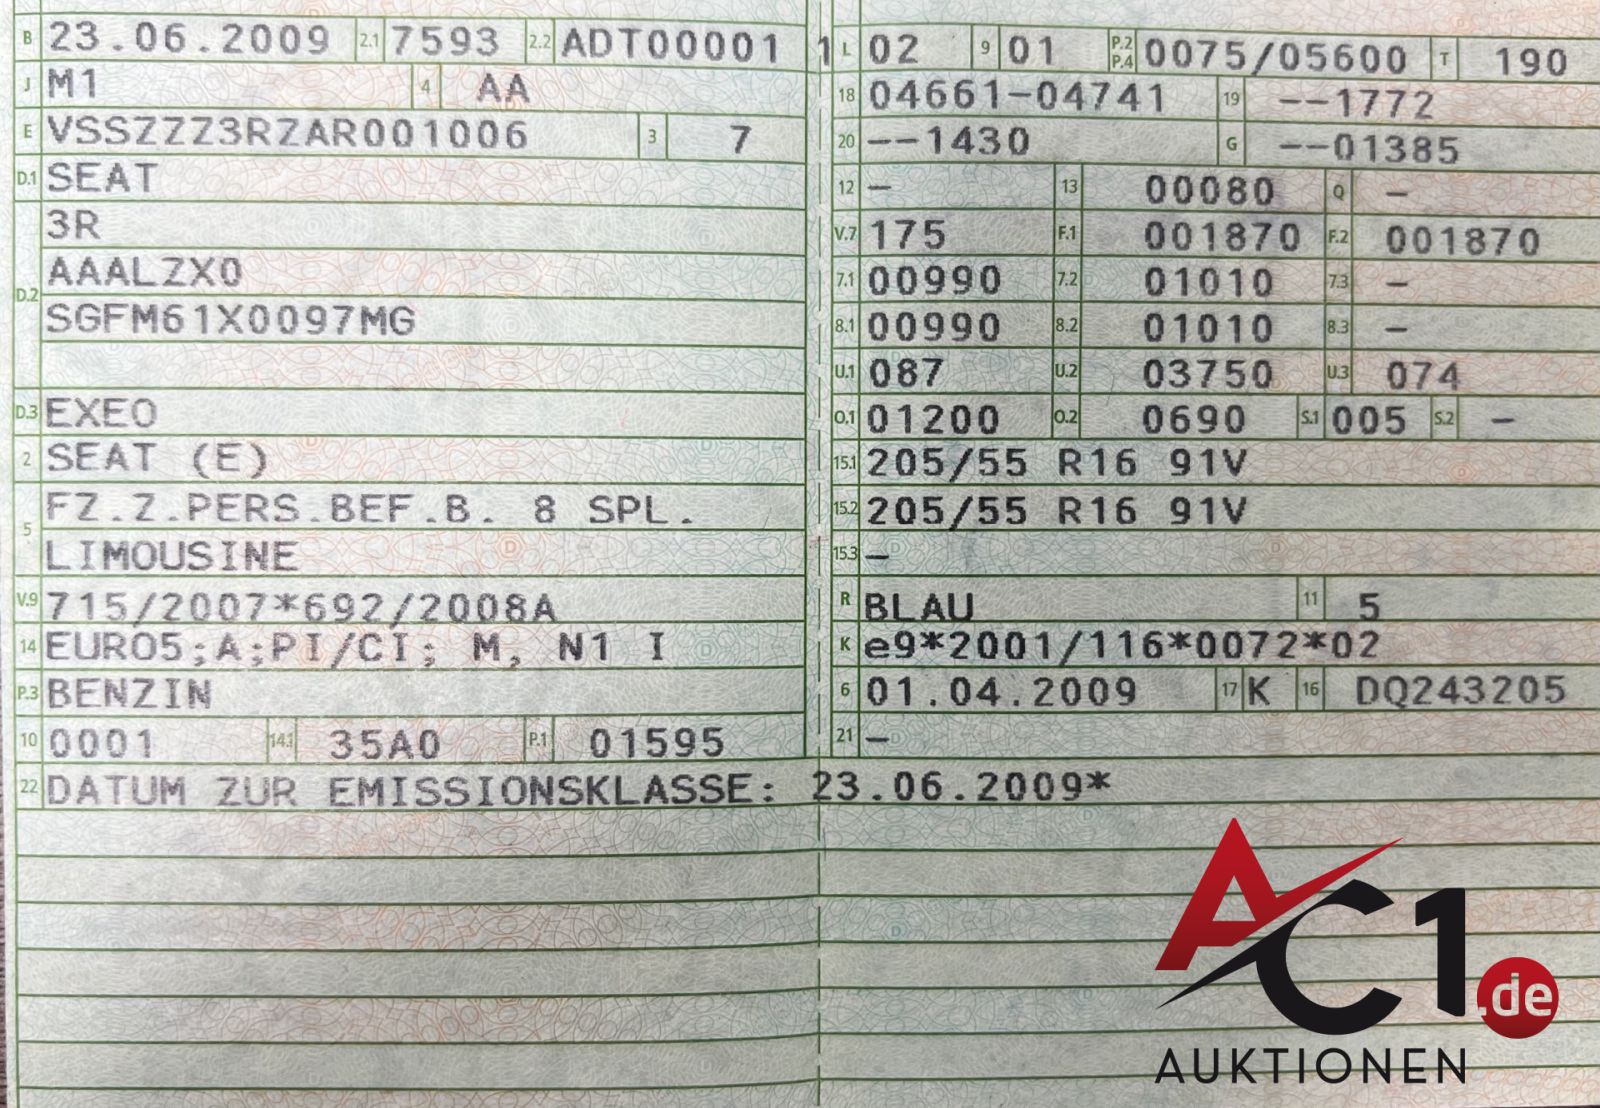 B 23.06.2009 2.1 7593 2.2 ADT00001 1
J M1 4 AA
E VSSZZZ3RZAR001006 3 7
D.1 SEAT
3R
D.2 AAALZX0
SGFM61X0097MG
D.3 EXEO
2 SEAT (E)
5 FZ.Z.PERS.BEF.B. 8 SPL.
LIMOUSINE
V.9 715/2007*692/2008A
14 EURO5;A;PI/CI; M, N1 I
P.3 BENZIN
10 0001 14.1 35A0 P.1 01595
22 DATUM ZUR EMISSIONSKLASSE: 23.06.2009*
L 02 9 01 P.2 P.4 0075/05600 T 190
18 04661-04741 19 --1772
20 --1430 G --01385
12 - 13 00080 Q -
V.7 175 F.1 001870 F.2 001870
7.1 00990 7.2 01010 7.3 -
8.1 00990 8.2 01010 8.3 -
U.1 087 U.2 03750 U.3 074
O.1 01200 O.2 0690 S.1 005 S.2 -
15.1 205/55 R16 91V
15.2 205/55 R16 91V
15.3 -
R BLAU 11 5
K e9*2001/116*0072*02
6 01.04.2009 17 K 16 DQ243205
21 -
AC1.de
AUKTIONEN